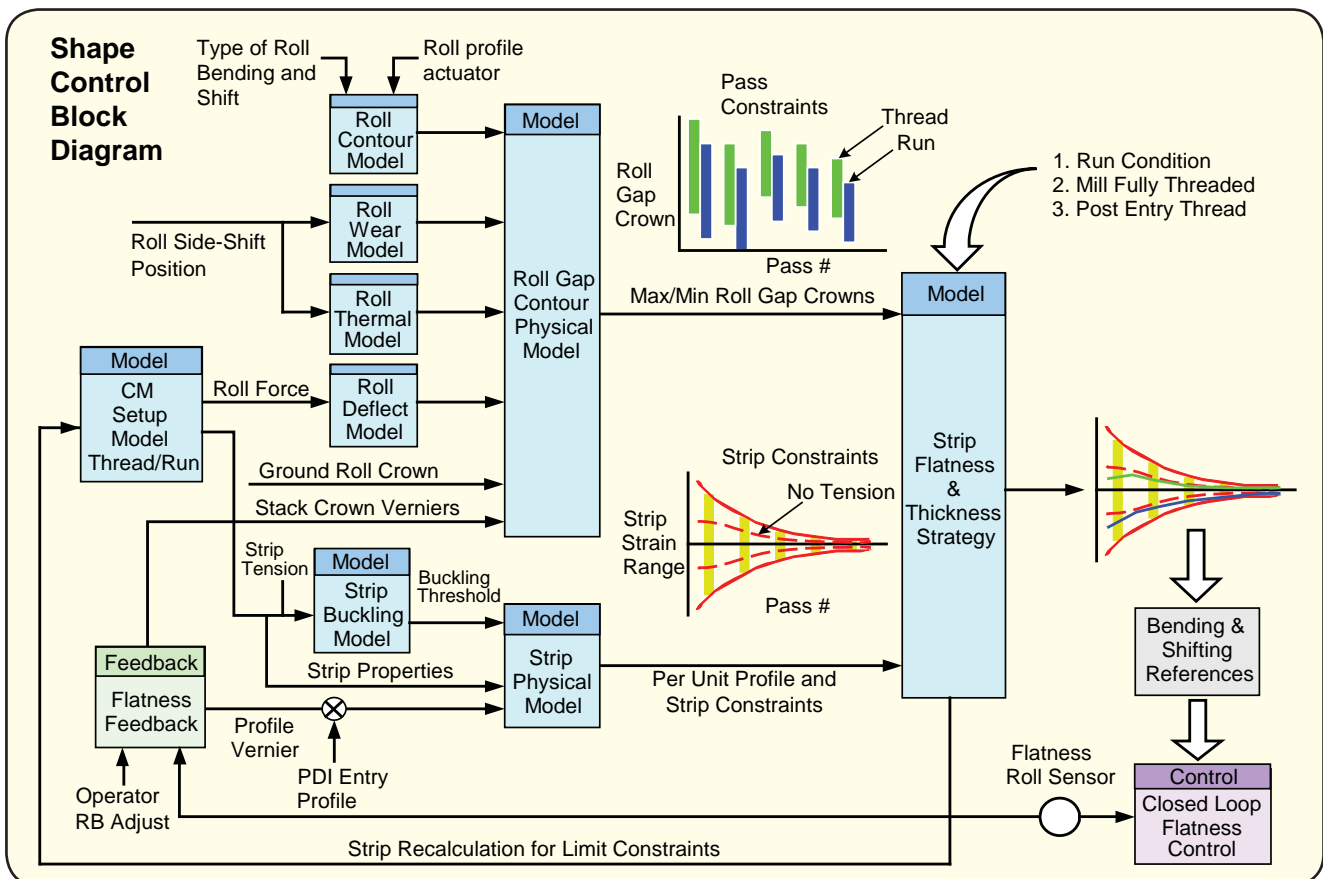 Shape
Control
Block
Diagram
Type of Roll
Bending and
Shift
Roll profile
actuator
Roll
Contour
Model
Model
Roll Gap
Contour
Physical
Model
Roll
Wear
Model
Roll Side-Shift
Position
Roll
Thermal
Model
Model
CM
Setup
Model
Thread/Run
Roll Force
Roll
Deflect
Model
Ground Roll Crown
Stack Crown Verniers
Pass
Constraints
Thread
Run
Roll
Gap
Crown
Pass #
Max/Min Roll Gap Crowns
1. Run Condition
2. Mill Fully Threaded
3. Post Entry Thread
Model
Strip
Flatness
&
Thickness
Strategy
Strip Constraints
No Tension
Strip
Strain
Range
Pass #
Strip
Tension
Model
Strip
Buckling
Model
Buckling
Threshold
Model
Strip
Physical
Model
Strip Properties
Per Unit Profile and
Strip Constraints
Feedback
Flatness
Feedback
Profile
Vernier
PDI Entry
Profile
Operator
RB Adjust
Bending &
Shifting
References
Flatness
Roll Sensor
Control
Closed Loop
Flatness
Control
Strip Recalculation for Limit Constraints